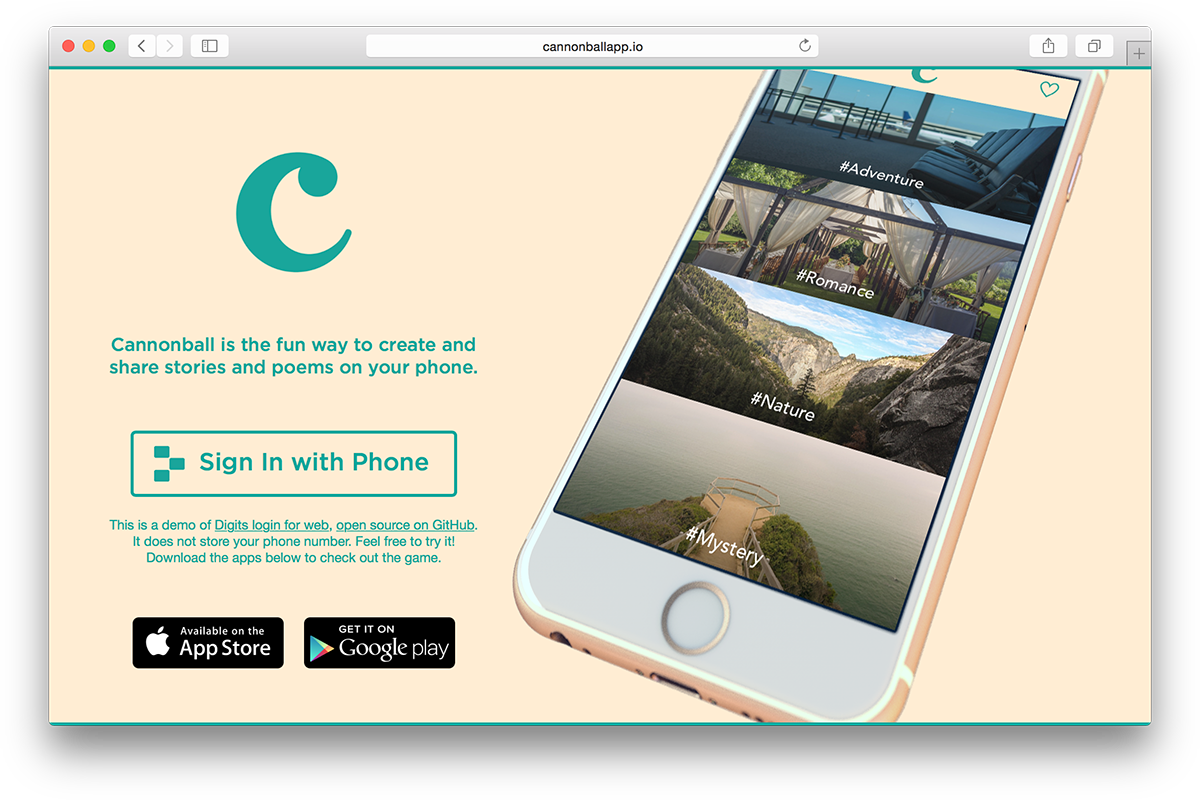 cannonballapp.io
C
Cannonball is the fun way to create and
share stories and poems on your phone.
Sign In with Phone
This is a demo of Digits login for web, open source on GitHub.
It does not store your phone number. Feel free to try it!
Download the apps below to check out the game.
Available on the
App Store
GET IT ON
Google play
#Adventure
#Romance
#Nature
#Mystery